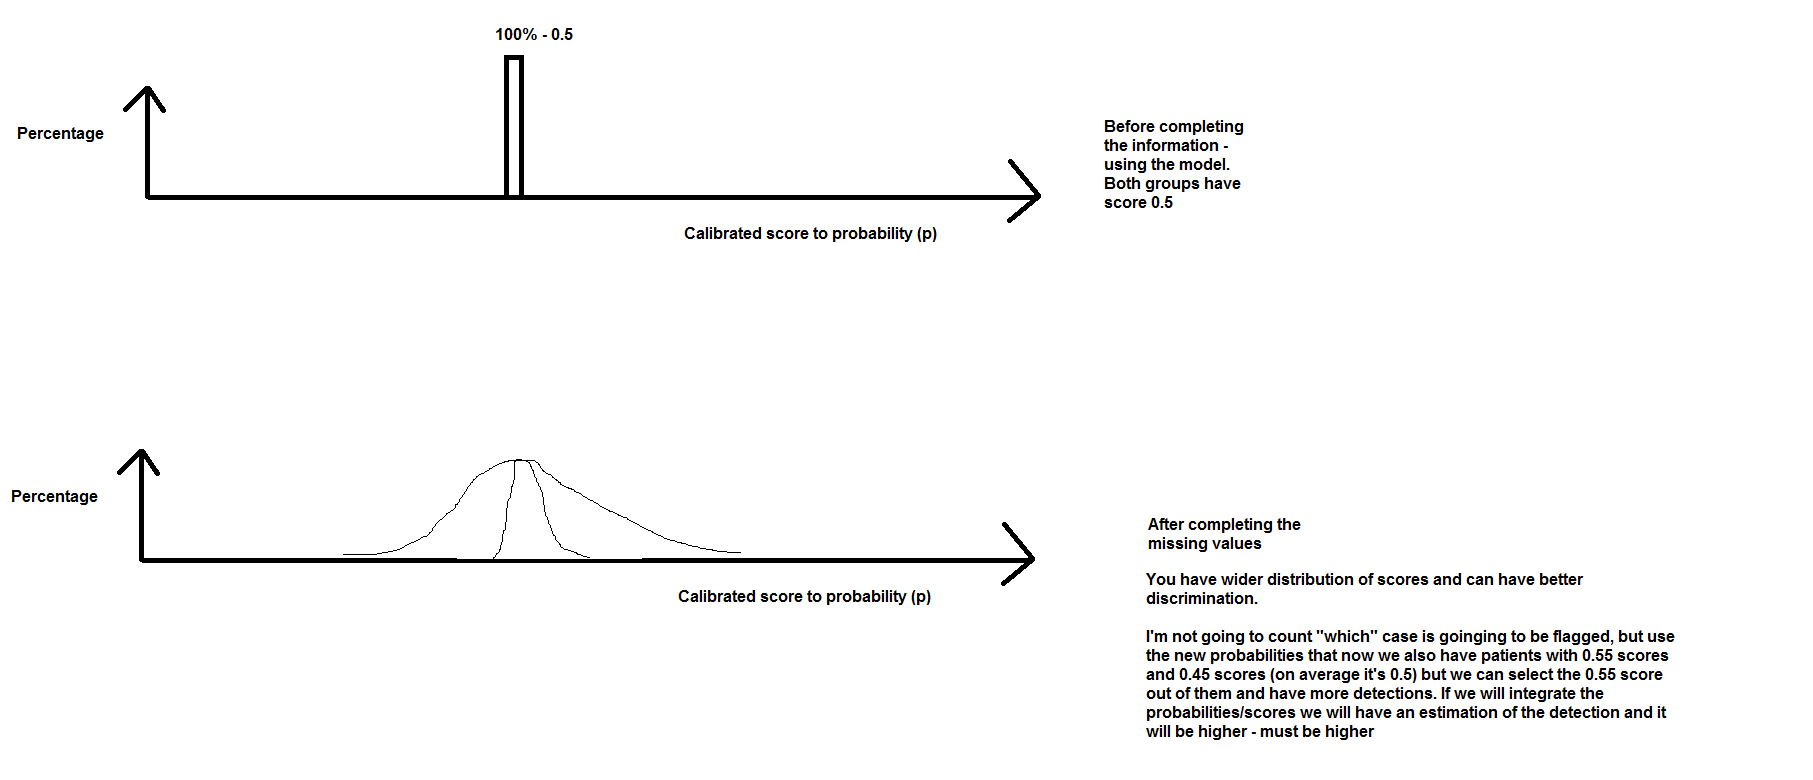 100% - 0.5
Percentage
Before completing
the information -
using the model.
Both groups have
score 0.5
Calibrated score to probability (p)
Percentage
After completing the
missing values
Calibrated score to probability (p)
You have wider distribution of scores and can have better
discrimination.
I'm not going to count "which" case is goinging to be flagged, but use
the new probabilities that now we also have patients with 0.55 scores
and 0.45 scores (on average it's 0.5) but we can select the 0.55 score
out of them and have more detections. If we will integrate the
probabilities/scores we will have an estimation of the detection and it
will be higher - must be higher